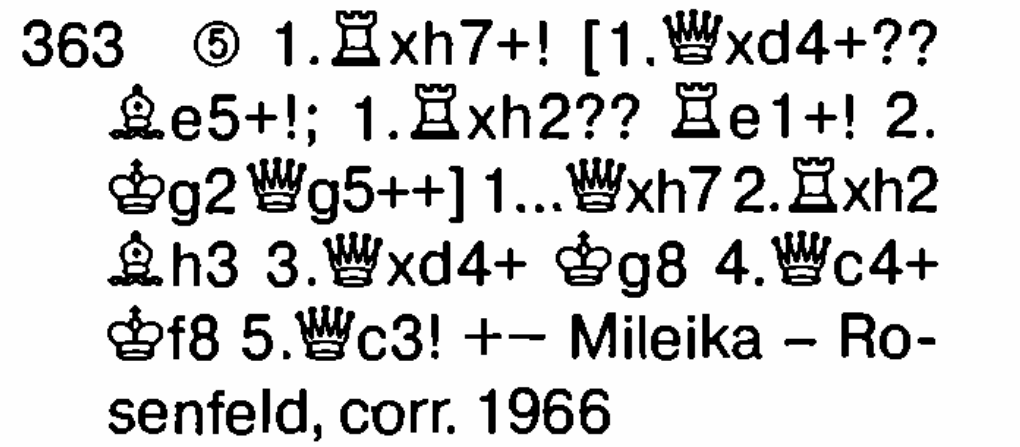 363 ⑤ 1.♖xh7+! [1.♕xd4+??
♗e5+!; 1.♖xh2?? ♖e1+! 2.
♔g2♕g5++] 1...♕xh7 2.♖xh2
♗h3 3.♕xd4+ ♔g8 4.♕c4+
♔f8 5.♕c3! +– Mileika – Ro-
senfeld, corr. 1966